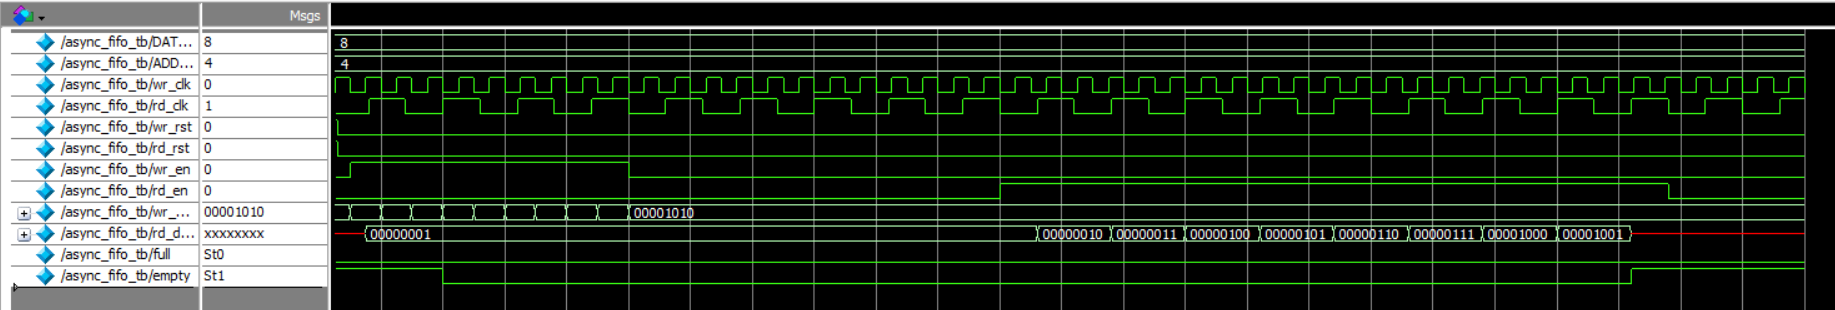 Msgs
/async_fifo_tb/DAT... 8 8
/async_fifo_tb/ADD... 4 4
/async_fifo_tb/wr_clk 0
/async_fifo_tb/rd_clk 1
/async_fifo_tb/wr_rst 0
/async_fifo_tb/rd_rst 0
/async_fifo_tb/wr_en 0
/async_fifo_tb/rd_en 0
/async_fifo_tb/wr_... 00001010 00001010
/async_fifo_tb/rd_d... xxxxxxxx 00000001 00000010 00000011 00000100 00000101 00000110 00000111 00001000 00001001
/async_fifo_tb/full St0
/async_fifo_tb/empty St1